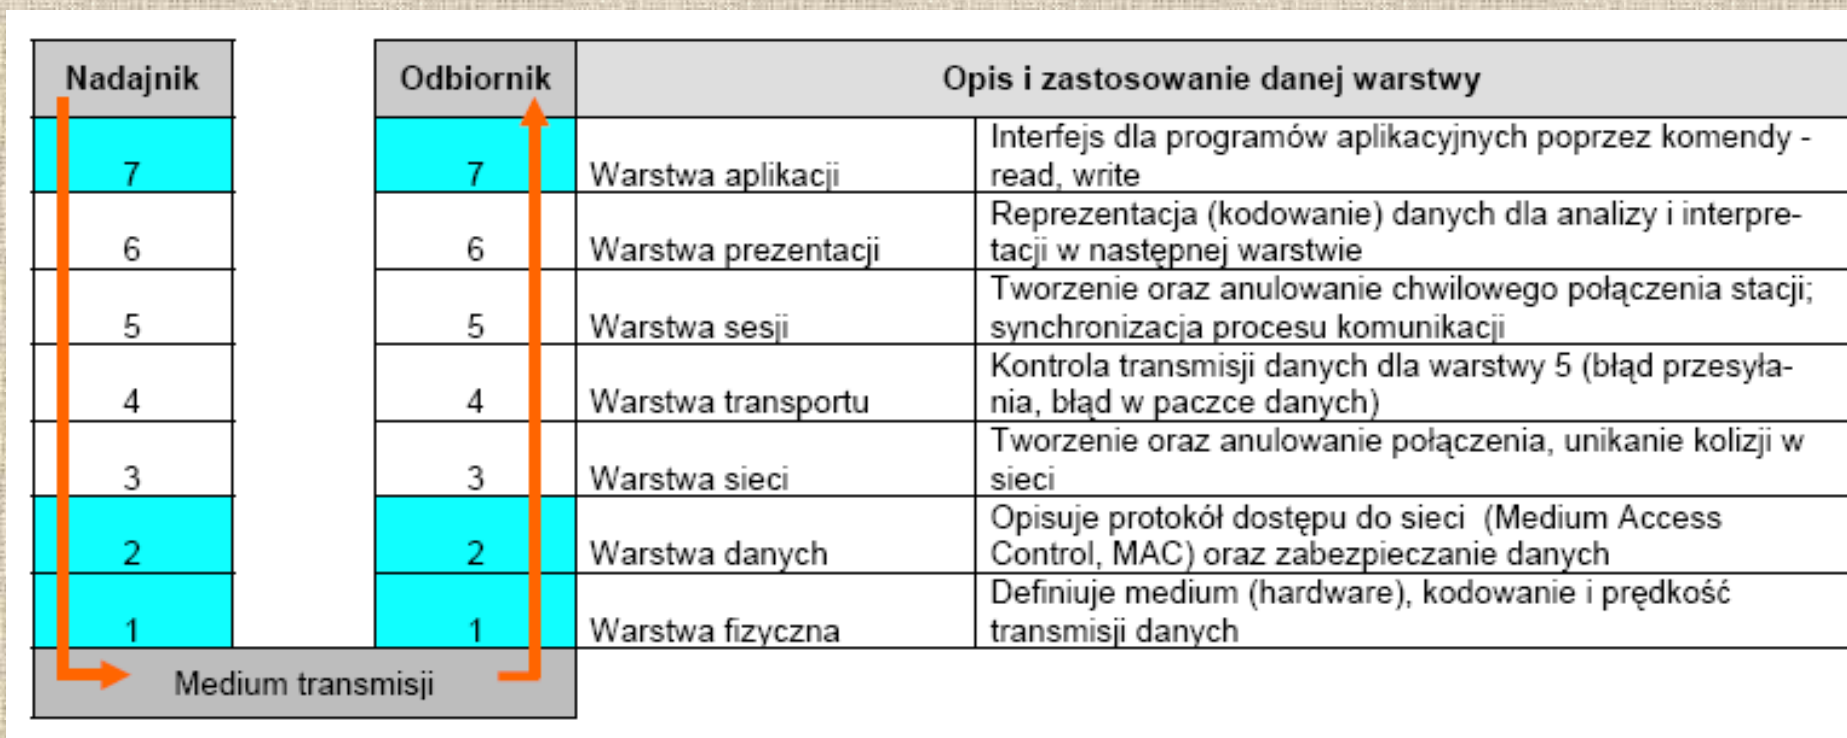 Nadajnik Odbiornik Opis i zastosowanie danej warstwy
7 7 Warstwa aplikacji Interfejs dla programów aplikacyjnych poprzez komendy -
read, write
6 6 Warstwa prezentacji Reprezentacja (kodowanie) danych dla analizy i interpre-
tacji w następnej warstwie
5 5 Warstwa sesji Tworzenie oraz anulowanie chwilowego połączenia stacji;
synchronizacja procesu komunikacji
4 4 Warstwa transportu Kontrola transmisji danych dla warstwy 5 (błąd przesyła-
nia, błąd w paczce danych)
3 3 Warstwa sieci Tworzenie oraz anulowanie połączenia, unikanie kolizji w
sieci
2 2 Warstwa danych Opisuje protokół dostępu do sieci (Medium Access
Control, MAC) oraz zabezpieczanie danych
1 1 Warstwa fizyczna Definiuje medium (hardware), kodowanie i prędkość
transmisji danych
Medium transmisji